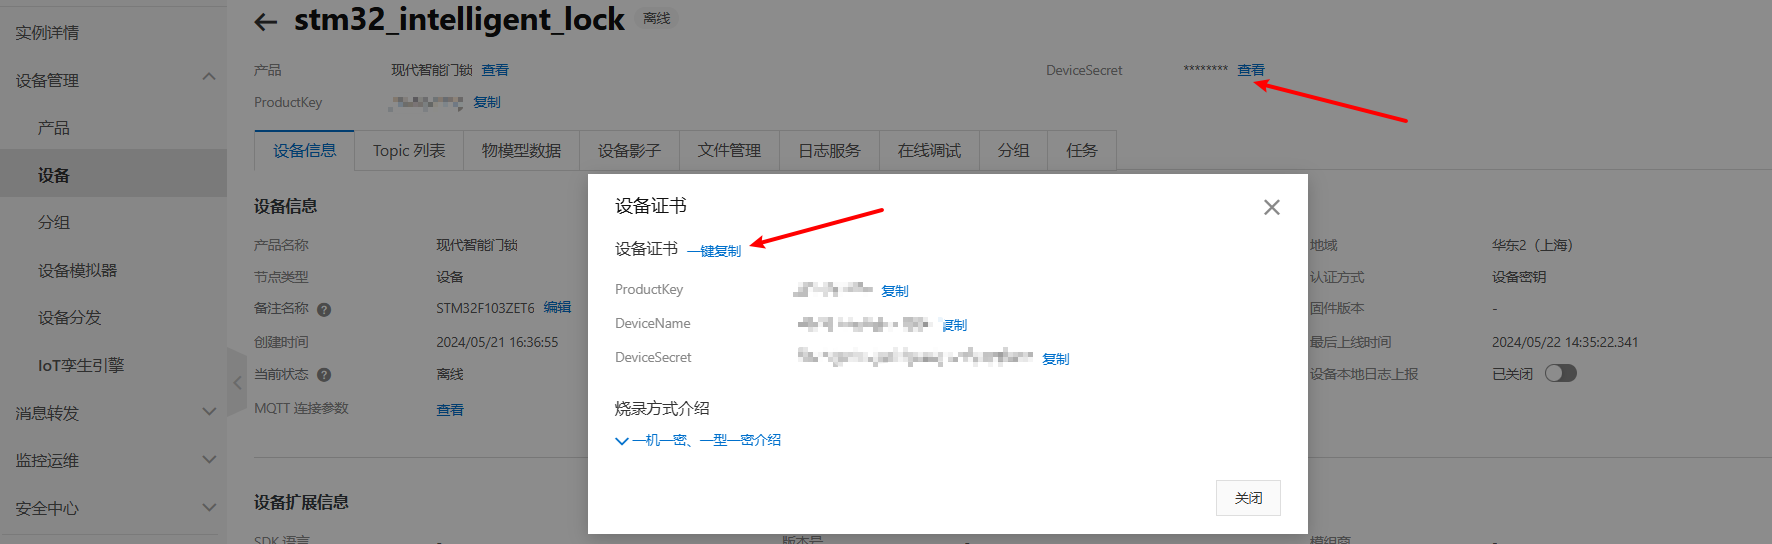 实例详情
设备管理
产品
设备
分组
设备模拟器
设备分发
IoT孪生引擎
消息转发
监控运维
安全中心
stm32_intelligent_lock 离线
产品 现代智能门锁 查看 DeviceSecret ******** 查看
ProductKey 复制
设备信息 Topic 列表 物模型数据 设备影子 文件管理 日志服务 在线调试 分组 任务
设备信息
产品名称 现代智能门锁 地域 华东2（上海）
节点类型 设备 认证方式 设备密钥
备注名称 STM32F103ZET6 编辑 固件版本 -
创建时间 2024/05/21 16:36:55 最后上线时间 2024/05/22 14:35:22.341
当前状态 离线 设备本地日志上报 已关闭
MQTT 连接参数 查看
设备扩展信息
SDK 语言 - 版本号 - 模组商 -
设备证书
设备证书 一键复制
ProductKey 复制
DeviceName 复制
DeviceSecret 复制
烧录方式介绍
一机一密、一型一密介绍
关闭